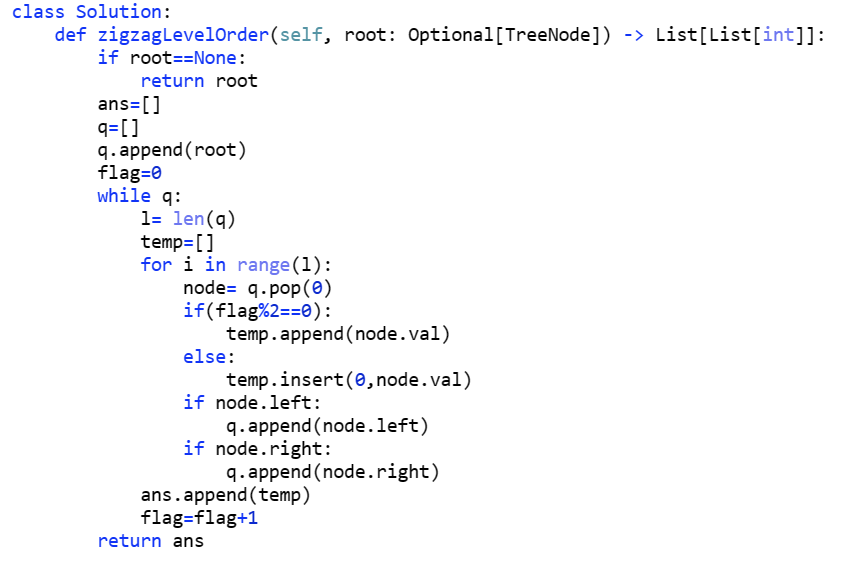 class Solution:
    def zigzagLevelOrder(self, root: Optional[TreeNode]) -> List[List[int]]:
        if root==None:
            return root
        ans=[]
        q=[]
        q.append(root)
        flag=0
        while q:
            l= len(q)
            temp=[]
            for i in range(l):
                node= q.pop(0)
                if(flag%2==0):
                    temp.append(node.val)
                else:
                    temp.insert(0,node.val)
                if node.left:
                    q.append(node.left)
                if node.right:
                    q.append(node.right)
            ans.append(temp)
            flag=flag+1
        return ans